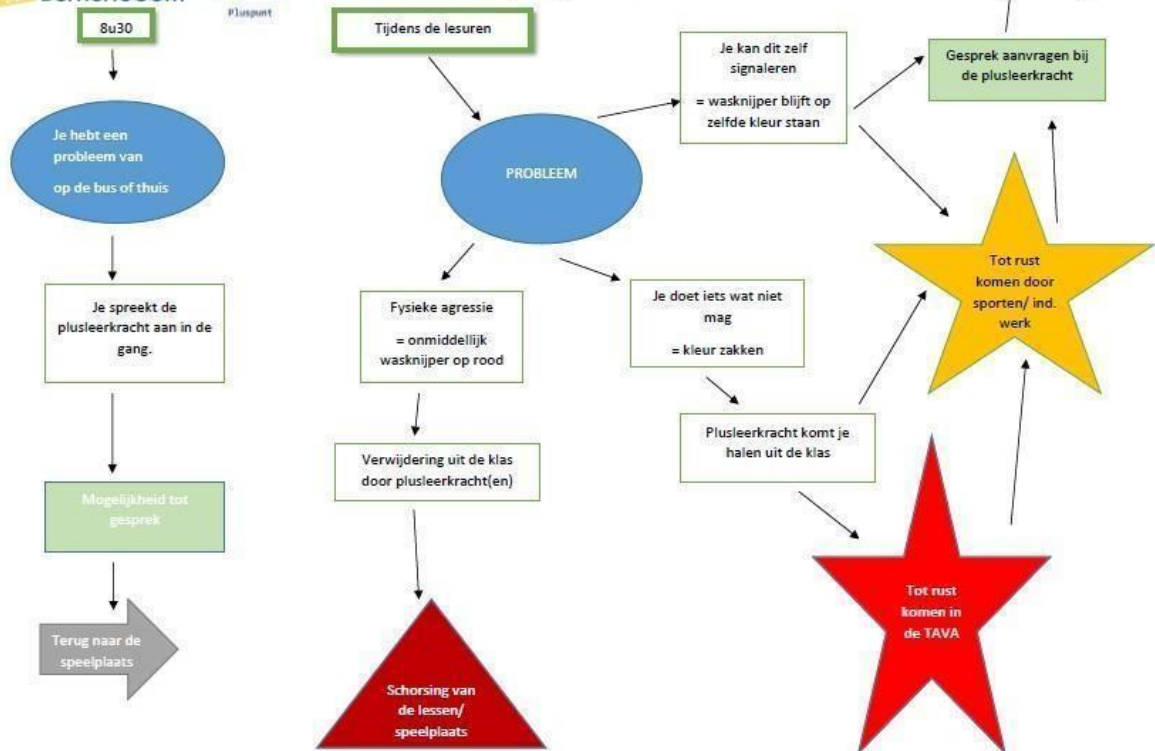 Pluspunt
8u30
Je hebt een
probleem van
op de bus of thuis
Je spreekt de
plusleerkracht aan in de
gang.
Mogelijkheid tot
gesprek
Terug naar de
speelplaats
Tijdens de lesuren
PROBLEEM
Je kan dit zelf
signaleren
= wasknijper blijft op
zelfde kleur staan
Gesprek aanvragen bij
de plusleerkracht
Fysieke agressie
= onmiddellijk
wasknijper op rood
Verwijdering uit de klas
door plusleerkracht(en)
Schorsing van
de lessen/
speelplaats
Je doet iets wat niet
mag
= kleur zakken
Plusleerkracht komt je
halen uit de klas
Tot rust
komen door
sporten/ ind.
werk
Tot rust
komen in
de TAVA